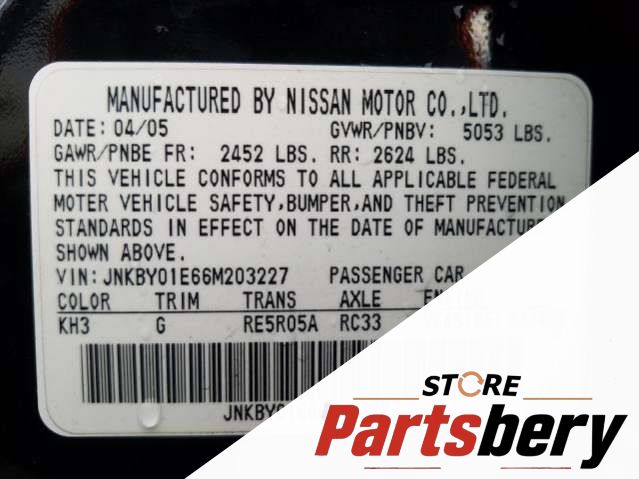 MANUFACTURED BY NISSAN MOTOR CO.,LTD.
DATE: 04/05 GVWR/PNBV: 5053 LBS.
GAWR/PNBE FR: 2452 LBS. RR: 2624 LBS.
THIS VEHICLE CONFORMS TO ALL APPLICABLE FEDERAL
MOTOR VEHICLE SAFETY,BUMPER,AND THEFT PREVENTION
STANDARDS IN EFFECT ON THE DATE OF MANUFACTURE
SHOWN ABOVE.
VIN:JNKBY01E66M203227 PASSENGER CAR
COLOR TRIM TRANS AXLE
KH3 G RE5R05A RC33
STORE
Partsbery